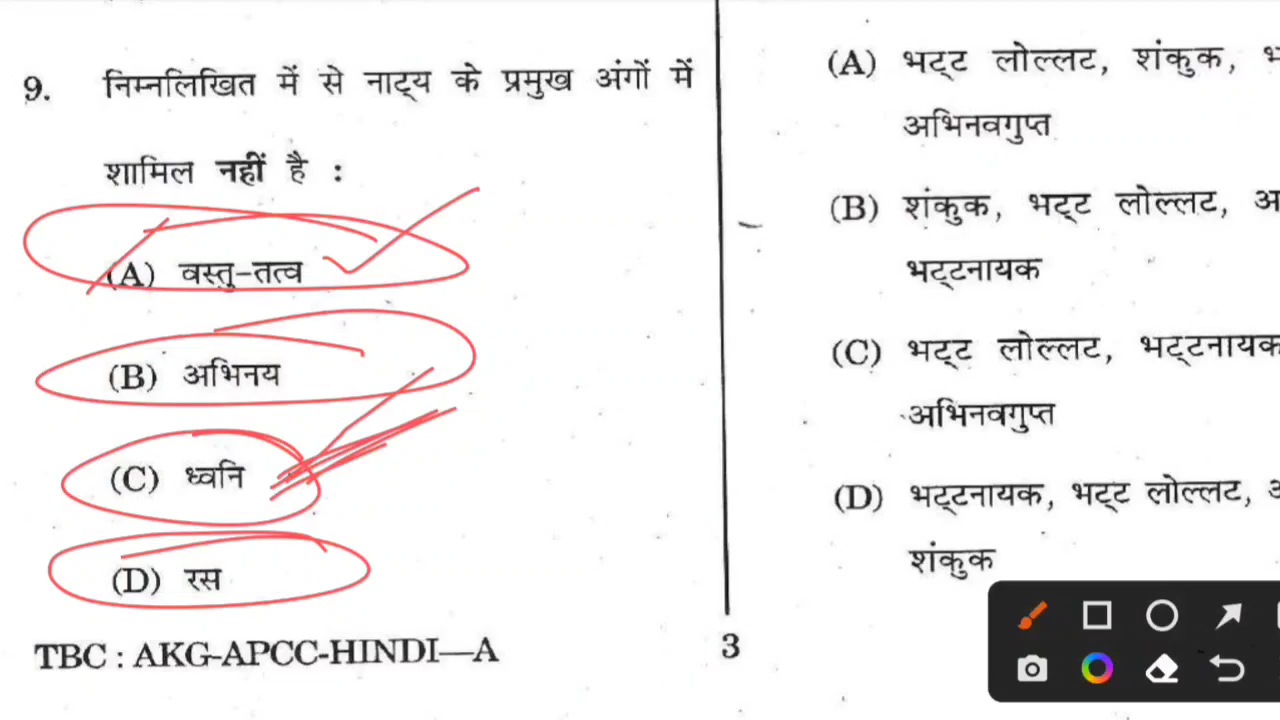 9. निम्नलिखित में से नाट्य के प्रमुख अंगों में
शामिल नहीं है :
(A) वस्तु-तत्व
(B) अभिनय
(C) ध्वनि
(D) रस
TBC : AKG-APCC-HINDI—A
3
(A) भट्ट लोल्लट, शंकुक,
अभिनवगुप्त
(B) शंकुक, भट्ट लोल्लट,
भट्टनायक
(C) भट्ट लोल्लट, भट्टनायक
अभिनवगुप्त
(D) भट्टनायक, भट्ट लोल्लट,
शंकुक